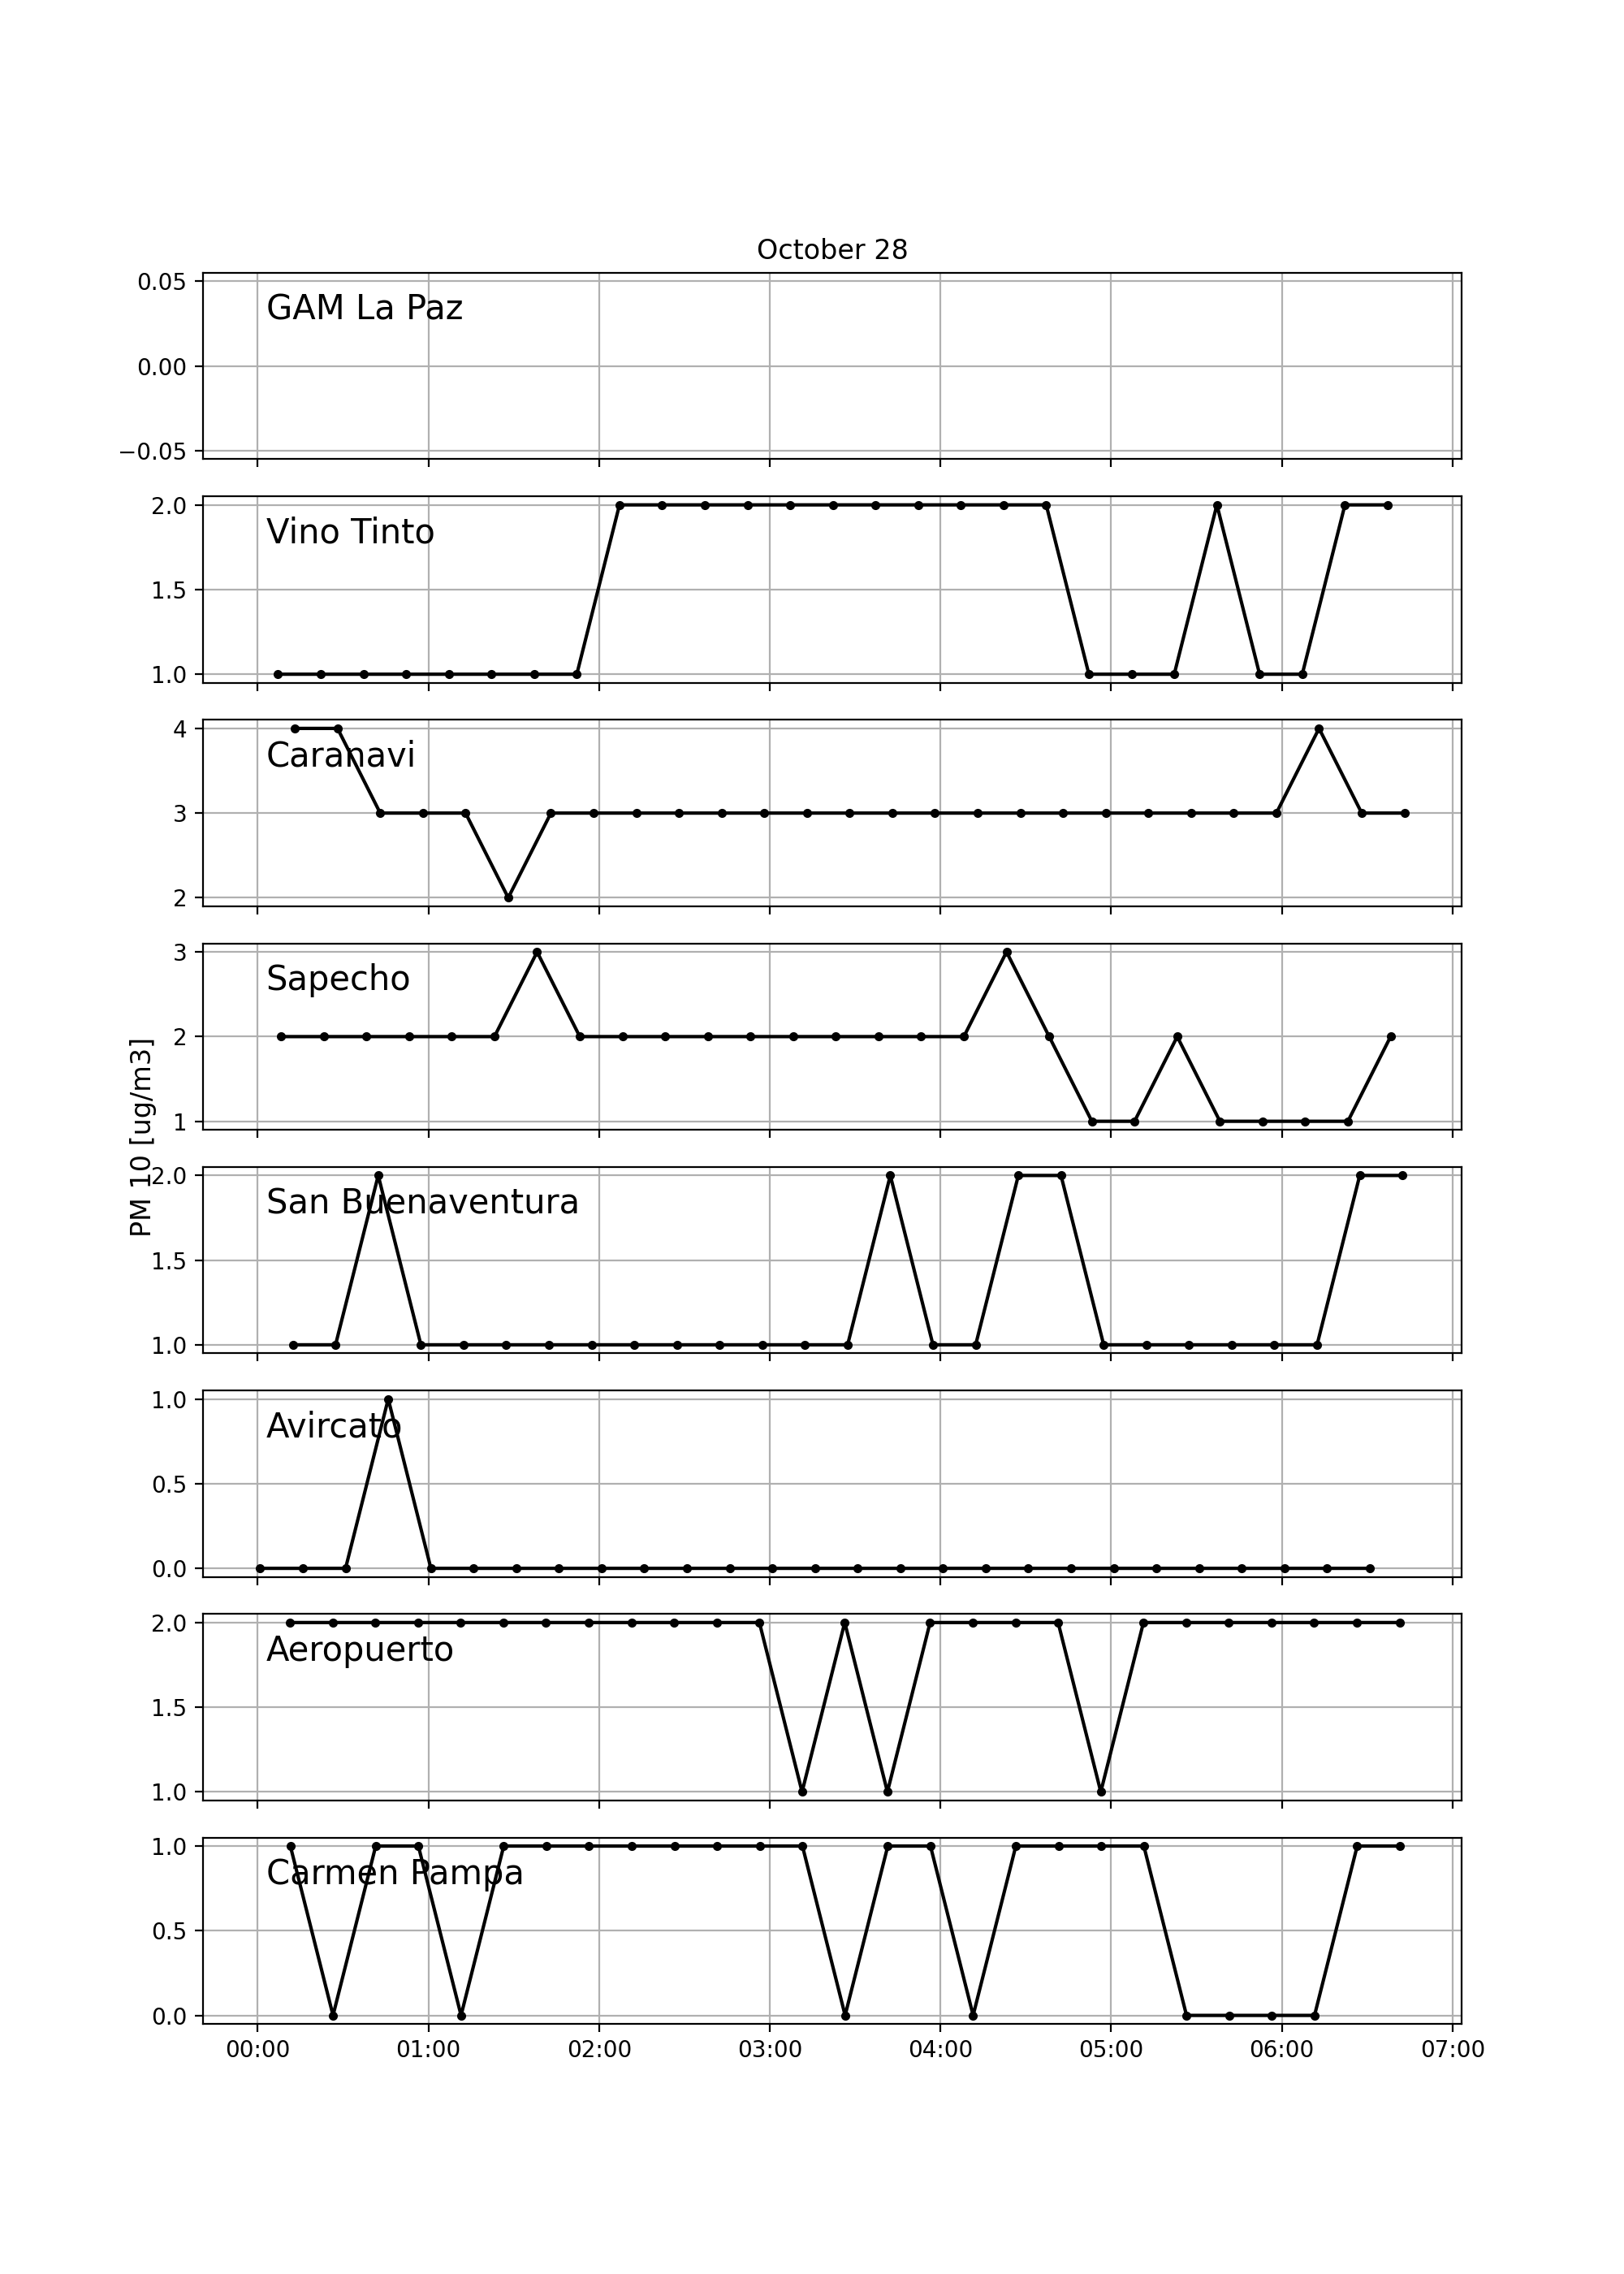 October 28
0.05
GAM La Paz
0.00
−0.05
2.0
Vino Tinto
1.5
1.0
4
Caranavi
3
2
3
Sapecho
2
1
PM 10 [ug/m3]
2.0
San Buenaventura
1.5
1.0
1.0
Avircato
0.5
0.0
2.0
Aeropuerto
1.5
1.0
1.0
Carmen Pampa
0.5
0.0
00:00 01:00 02:00 03:00 04:00 05:00 06:00 07:00